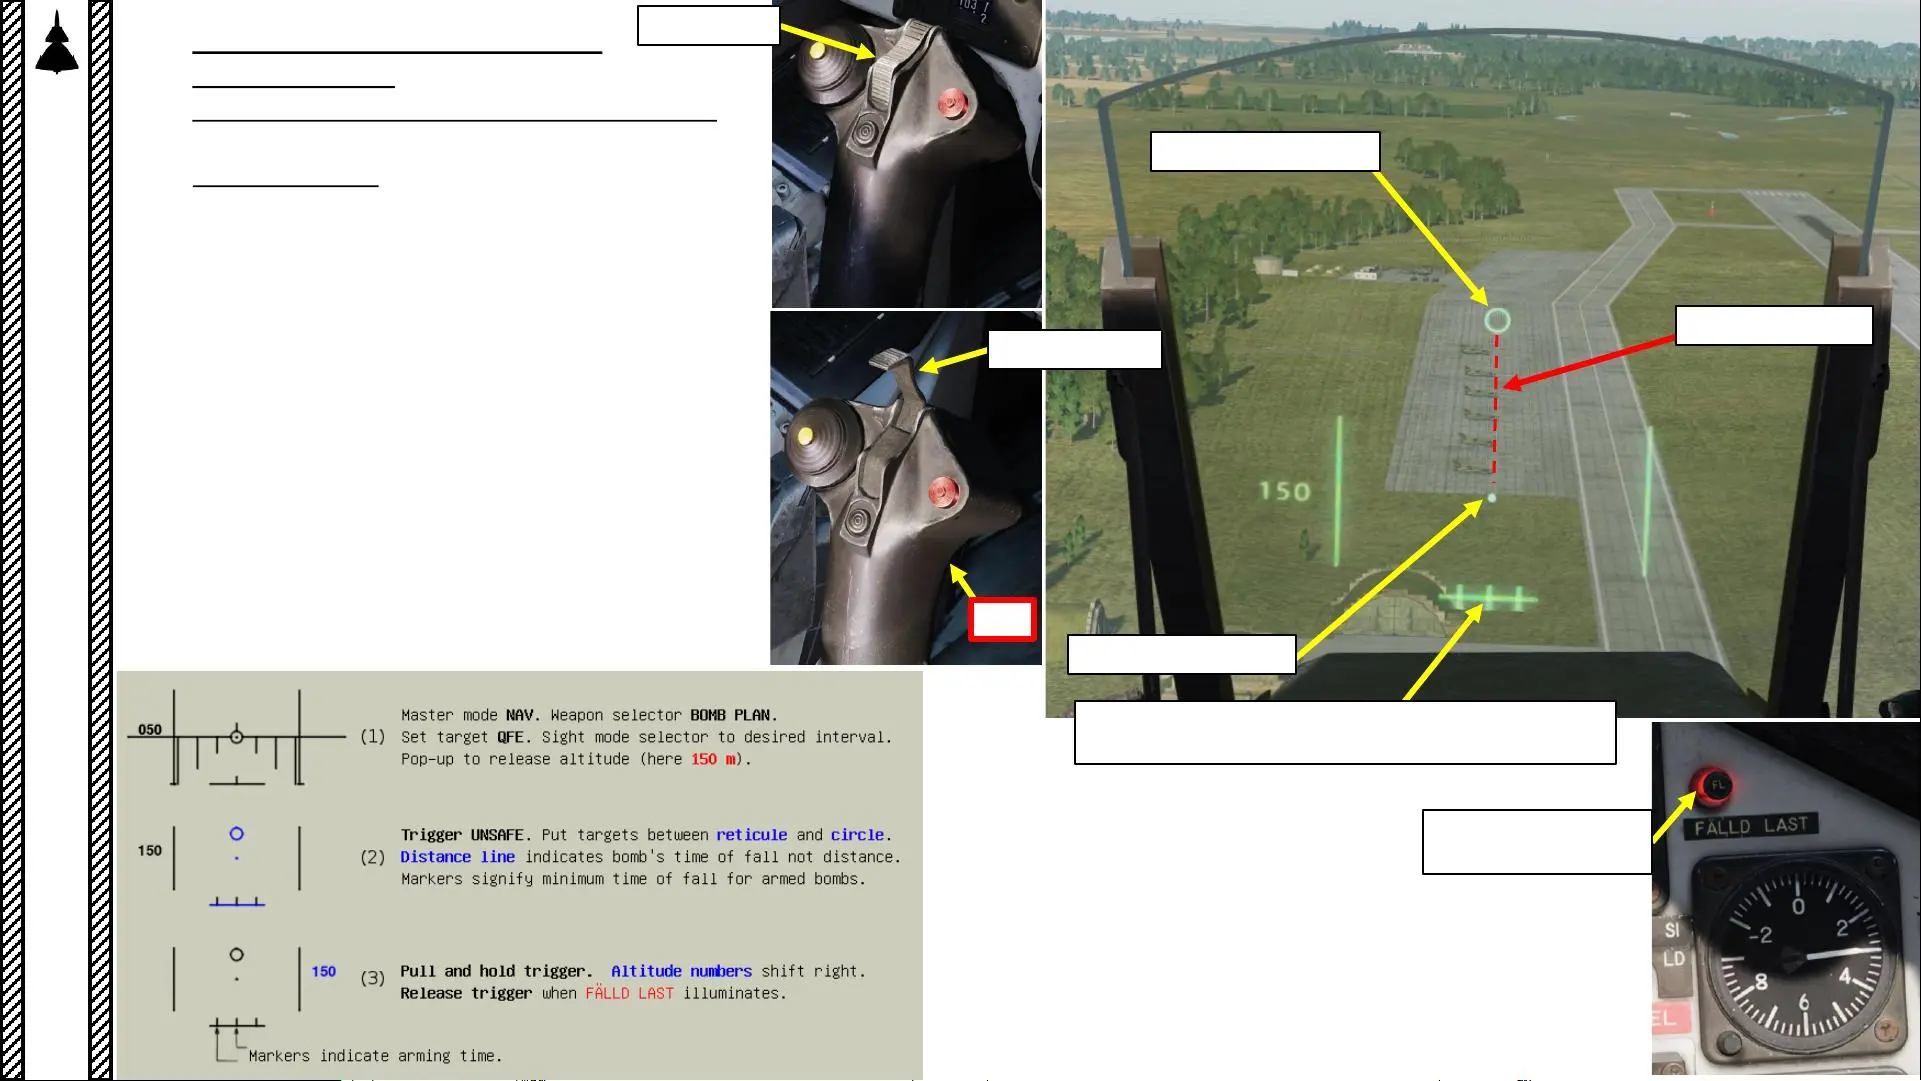 103.1
.2
150
050
(1)
Master mode NAV. Weapon selector BOMB PLAN.
Set target QFE. Sight mode selector to desired interval.
Pop-up to release altitude (here 150 m).
150
(2)
Trigger UNSAFE. Put targets between reticule and circle.
Distance line indicates bomb's time of fall not distance.
Markers signify minimum time of fall for armed bombs.
150
(3)
Pull and hold trigger. Altitude numbers shift right.
Release trigger when FÄLLD LAST illuminates.
Markers indicate arming time.
FL
FÄLLD LAST
0
-2
2
4
6
8
SI
LD
EL